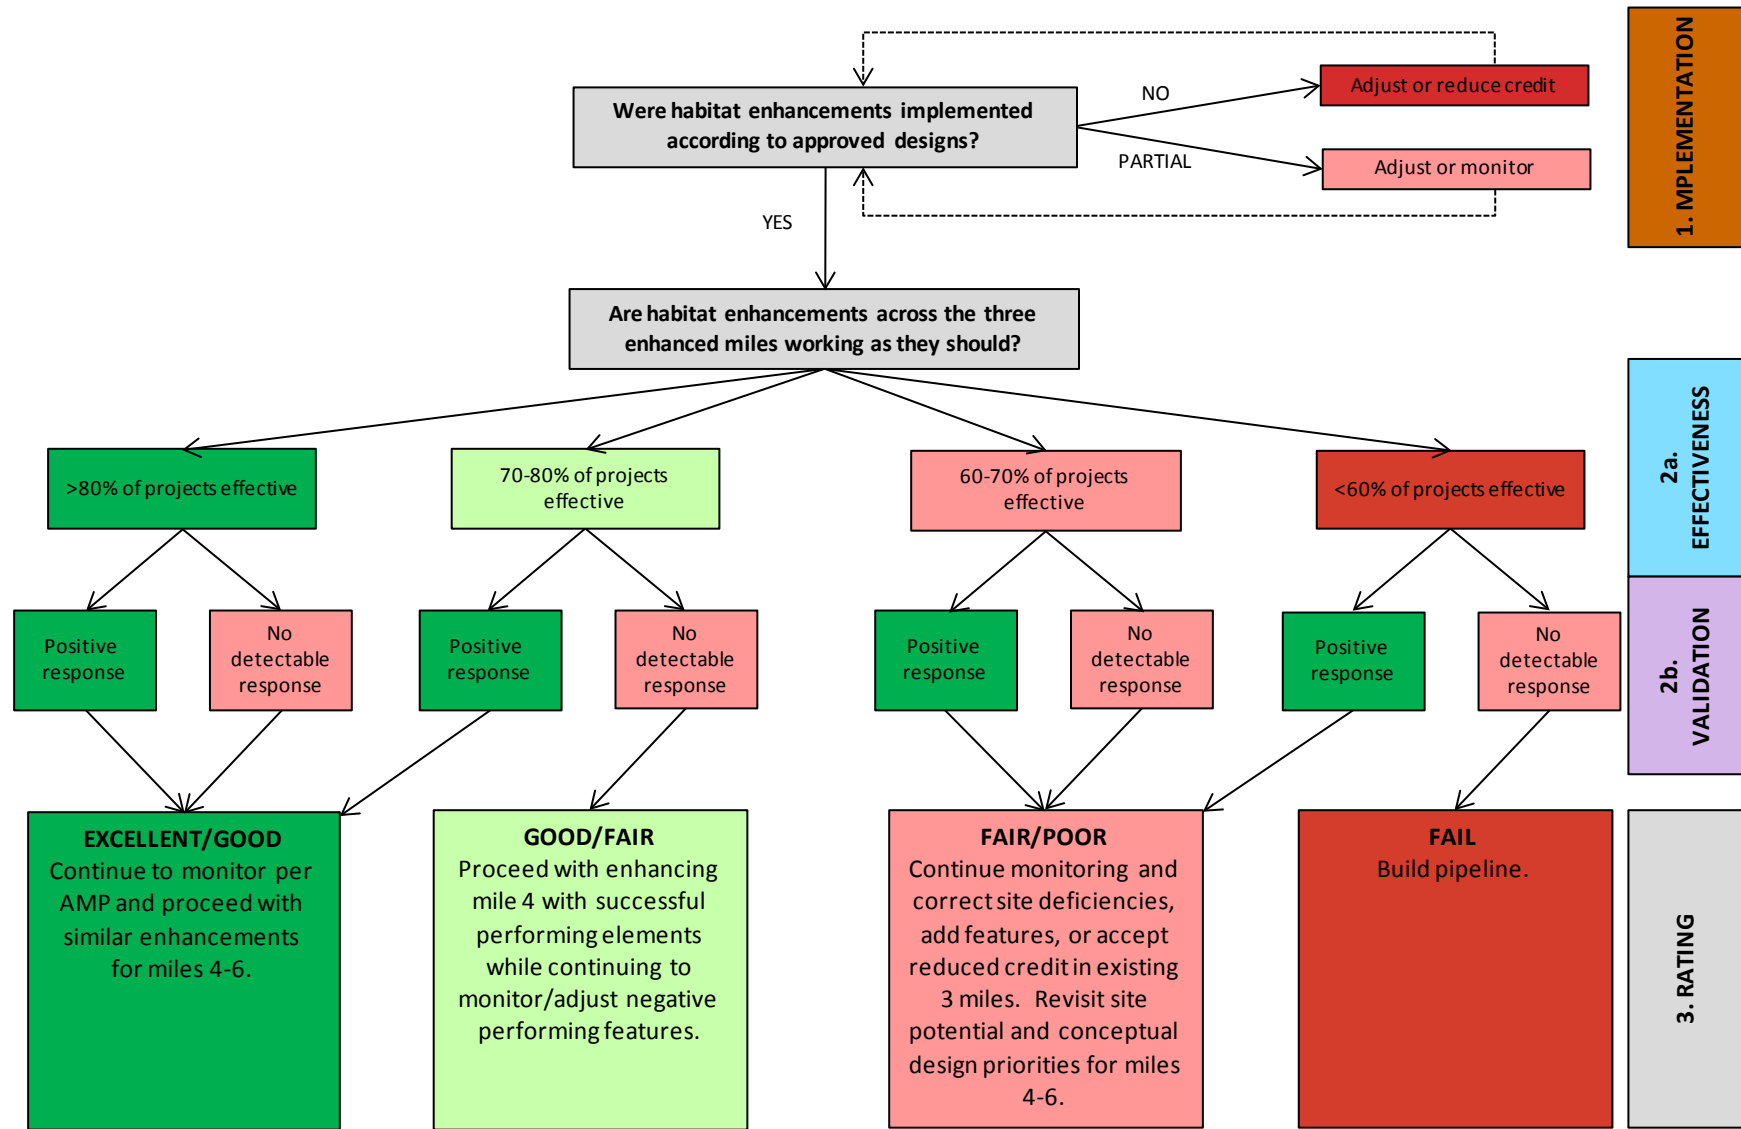 Were habitat enhancements implemented
according to approved designs?
NO
Adjust or reduce credit
PARTIAL
Adjust or monitor
YES
1. MPLEMENTATION
Are habitat enhancements across the three
enhanced miles working as they should?
>80% of projects effective
70-80% of projects
effective
60-70% of projects
effective
<60% of projects effective
2a.
EFFECTIVENESS
Positive
response
No
detectable
response
Positive
response
No
detectable
response
Positive
response
No
detectable
response
Positive
response
No
detectable
response
2b.
VALIDATION
EXCELLENT/GOOD
Continue to monitor per
AMP and proceed with
similar enhancements
for miles 4-6.
GOOD/FAIR
Proceed with enhancing
mile 4 with successful
performing elements
while continuing to
monitor/adjust negative
performing features.
FAIR/POOR
Continue monitoring and
correct site deficiencies,
add features, or accept
reduced credit in existing
3 miles. Revisit site
potential and conceptual
design priorities for miles
4-6.
FAIL
Build pipeline.
3. RATING